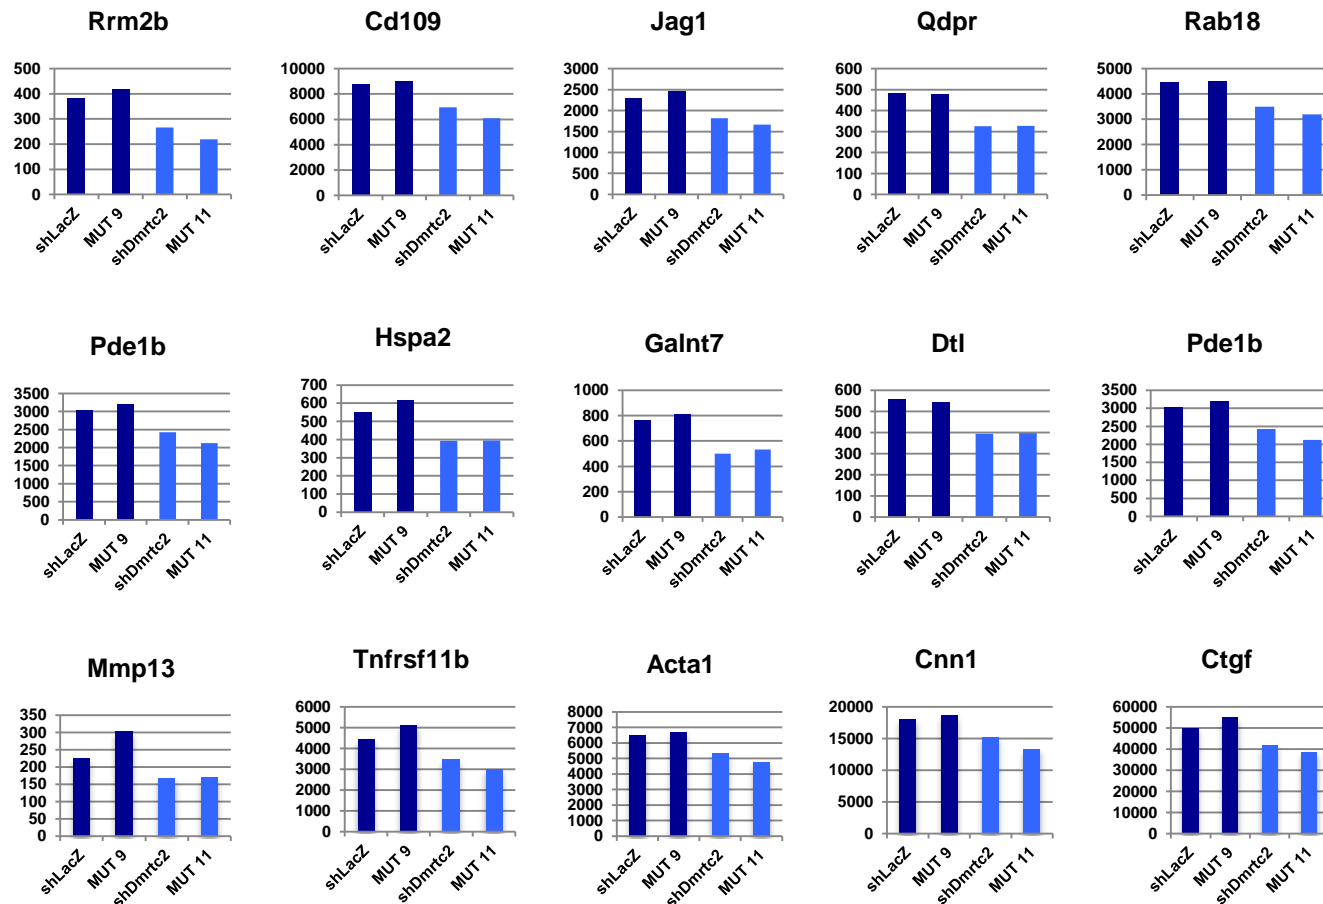 Rrm2b
500
400
300
200
100
0
shLacZ
MUT 9
shDmrtc2
MUT 11
Cd109
10000
8000
6000
4000
2000
0
shLacZ
MUT 9
shDmrtc2
MUT 11
Jag1
3000
2500
2000
1500
1000
500
0
shLacZ
MUT 9
shDmrtc2
MUT 11
Qdpr
600
500
400
300
200
100
0
shLacZ
MUT 9
shDmrtc2
MUT 11
Rab18
5000
4000
3000
2000
1000
0
shLacZ
MUT 9
shDmrtc2
MUT 11
Pde1b
3500
3000
2500
2000
1500
1000
500
0
shLacZ
MUT 9
shDmrtc2
MUT 11
Hspa2
700
600
500
400
300
200
100
0
shLacZ
MUT 9
shDmrtc2
MUT 11
Galnt7
1000
800
600
400
200
0
shLacZ
MUT 9
shDmrtc2
MUT 11
Dtl
600
500
400
300
200
100
0
shLacZ
MUT 9
shDmrtc2
MUT 11
Pde1b
3500
3000
2500
2000
1500
1000
500
0
shLacZ
MUT 9
shDmrtc2
MUT 11
Mmp13
350
300
250
200
150
100
50
0
shLacZ
MUT 9
shDmrtc2
MUT 11
Tnfrsf11b
6000
5000
4000
3000
2000
1000
0
shLacZ
MUT 9
shDmrtc2
MUT 11
Acta1
8000
7000
6000
5000
4000
3000
2000
1000
0
shLacZ
MUT 9
shDmrtc2
MUT 11
Cnn1
20000
15000
10000
5000
0
shLacZ
MUT 9
shDmrtc2
MUT 11
Ctgf
60000
50000
40000
30000
20000
10000
0
shLacZ
MUT 9
shDmrtc2
MUT 11